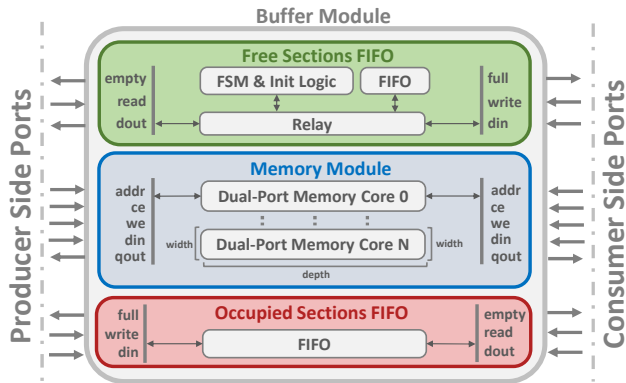 Buffer Module
Producer Side Ports
Free Sections FIFO
empty
read
dout
FSM & Init Logic
FIFO
Relay
full
write
din
Memory Module
addr
ce
we
din
qout
Dual-Port Memory Core 0
: : :
width
Dual-Port Memory Core N
width
depth
addr
ce
we
din
qout
Occupied Sections FIFO
full
write
din
FIFO
empty
read
dout
Consumer Side Ports